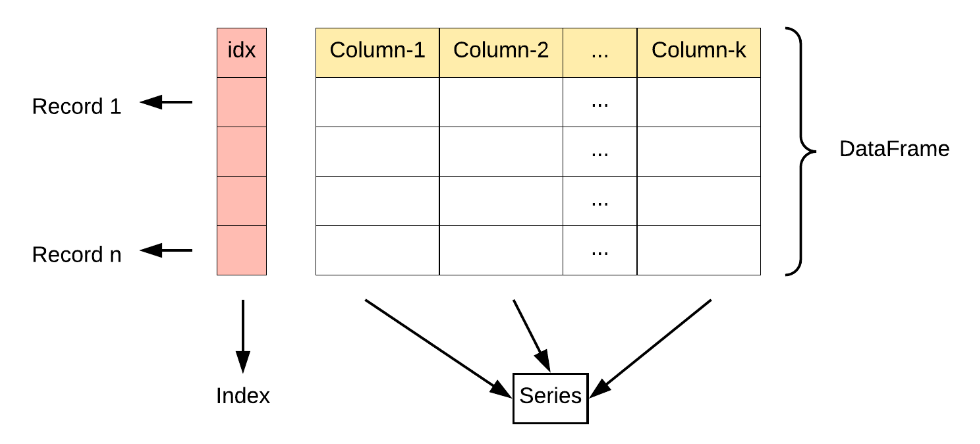 idx Column-1 Column-2 ... Column-k
Record 1 ...
... DataFrame
...
Record n ...
Index Series